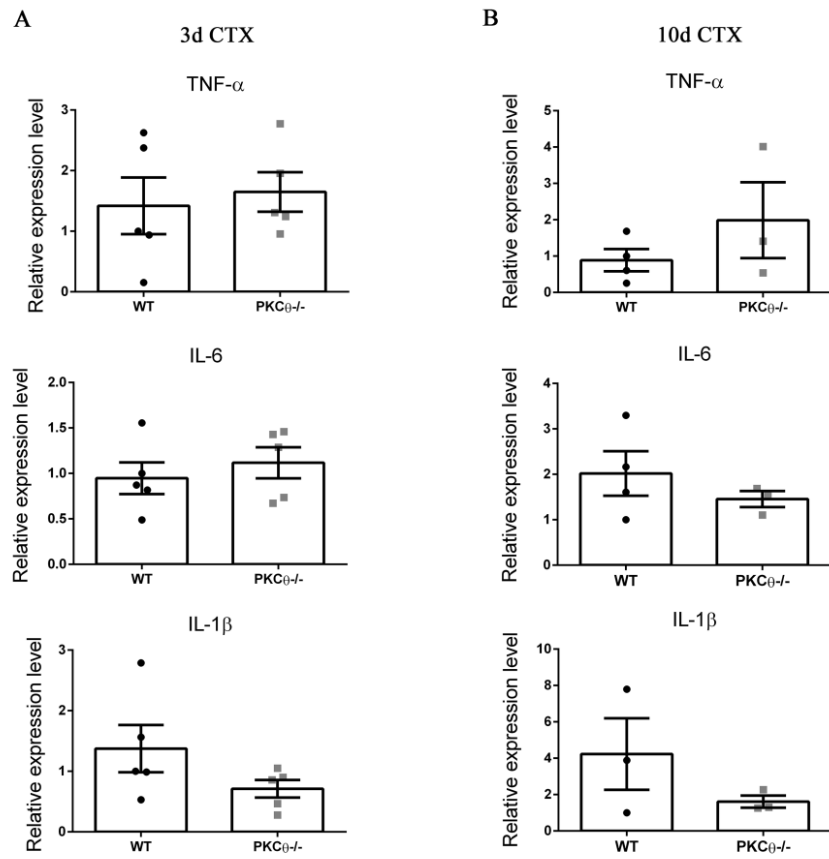 A
3d CTX
TNF-α
Relative expression level
3
2
1
0
WT
PKCθ-/-
IL-6
Relative expression level
2.0
1.5
1.0
0.5
0.0
WT
PKCθ-/-
IL-1β
Relative expression level
3
2
1
0
WT
PKCθ-/-
B
10d CTX
TNF-α
Relative expression level
5
4
3
2
1
0
WT
PKCθ-/-
IL-6
Relative expression level
4
3
2
1
0
WT
PKCθ-/-
IL-1β
Relative expression level
10
8
6
4
2
0
WT
PKCθ-/-